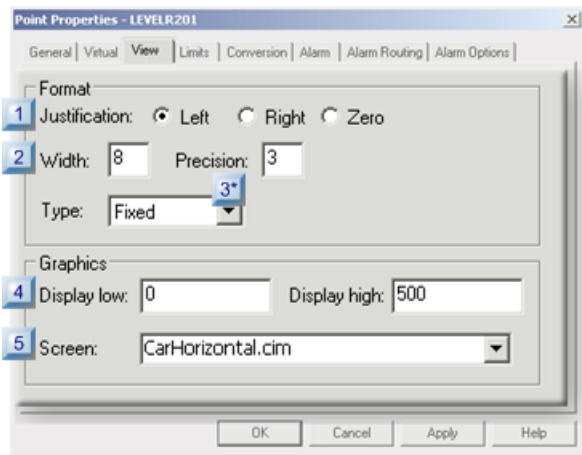 Point Properties - LEVELR201
General Virtual View Limits Conversion Alarm Alarm Routing Alarm Options
Format
1 Justification: Left Right Zero
2 Width: 8 Precision: 3
3*
Type: Fixed
Graphics
4 Display low: 0 Display high: 500
5 Screen: CarHorizontal.cim
OK Cancel Apply Help